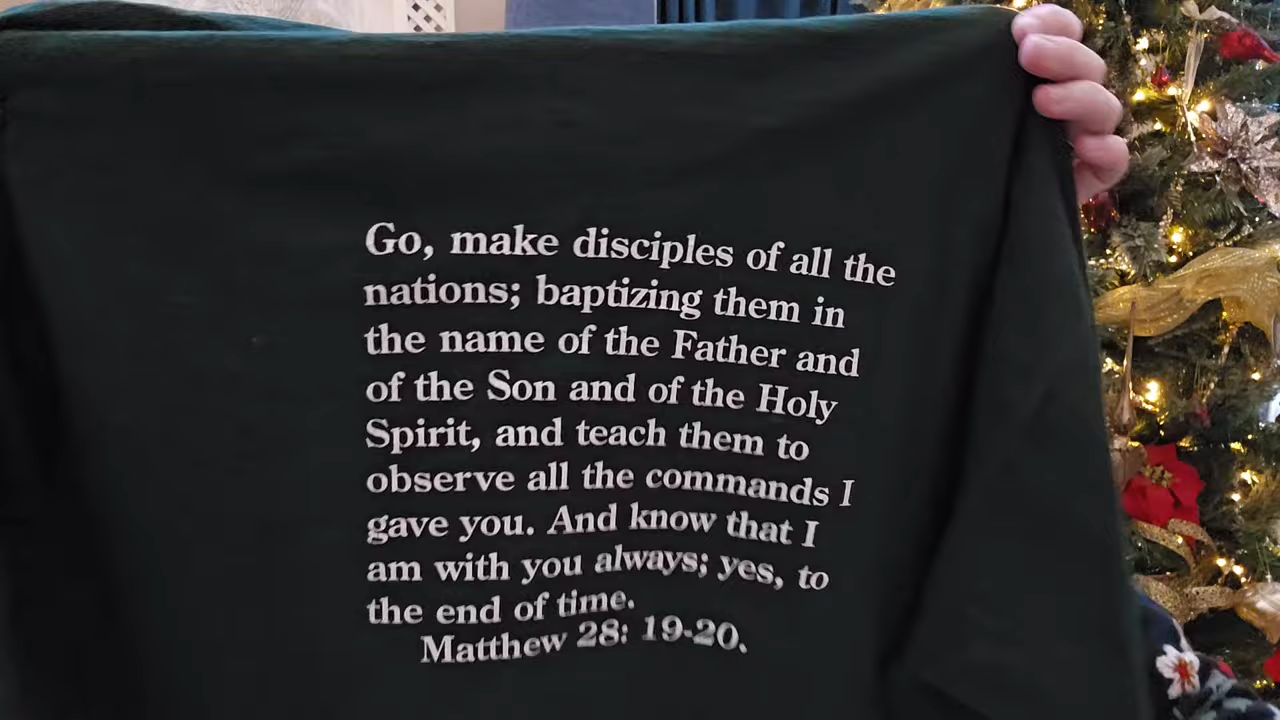 Go, make disciples of all the
nations; baptizing them in
the name of the Father and
of the Son and of the Holy
Spirit, and teach them to
observe all the commands I
gave you. And know that I
am with you always; yes, to
the end of time.
Matthew 28: 19-20.